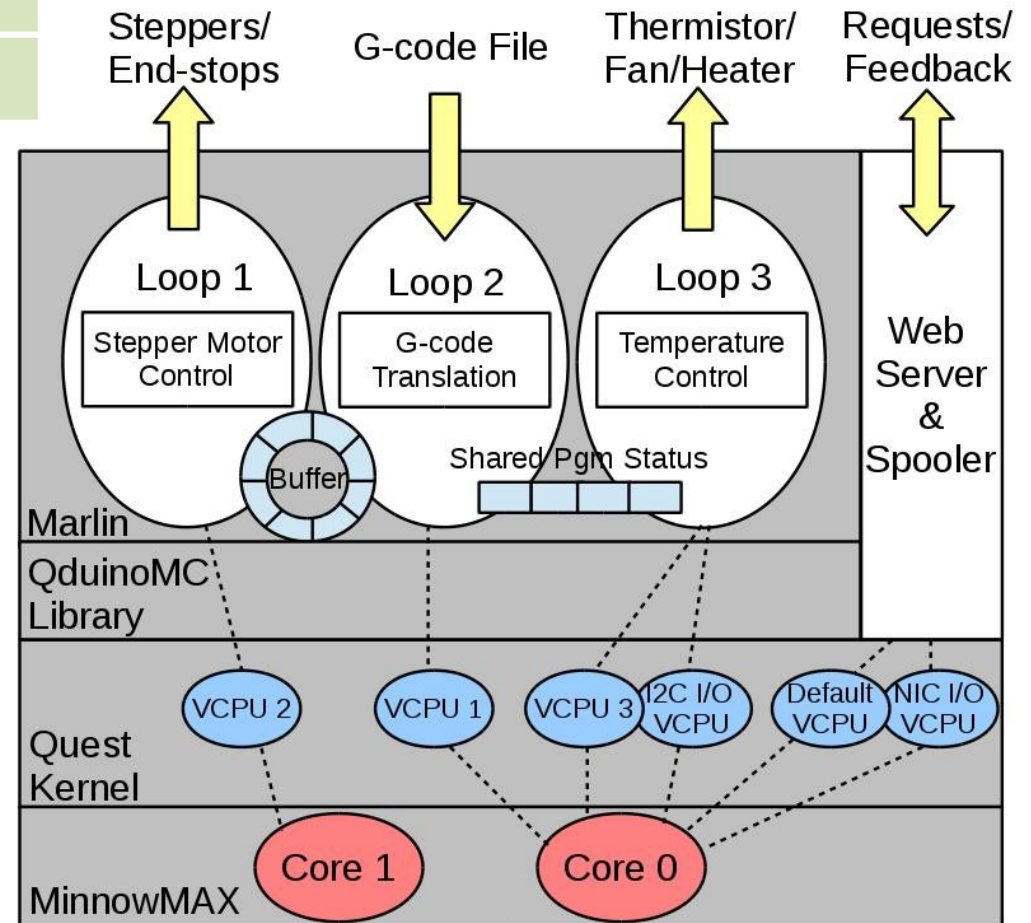 Steppers/
End-stops
G-code File
Thermistor/
Fan/Heater
Requests/
Feedback
Loop 1
Stepper Motor
Control
Loop 2
G-code
Translation
Loop 3
Temperature
Control
Web
Server
&
Spooler
Buffer
Shared Pgm Status
Marlin
QduinoMC
Library
VCPU 2
VCPU 1
VCPU 3
I2C I/O
VCPU
Default
VCPU
NIC I/O
VCPU
Quest
Kernel
Core 1
Core 0
MinnowMAX